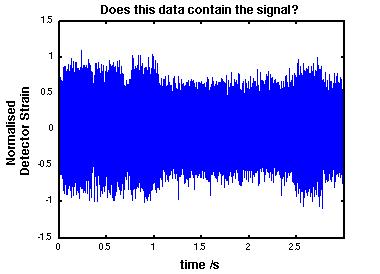 Does this data contain the signal?
1.5
1
0.5
0
-0.5
-1
-1.5
Normalised
Detector Strain
0 0.5 1 1.5 2 2.5
time /s